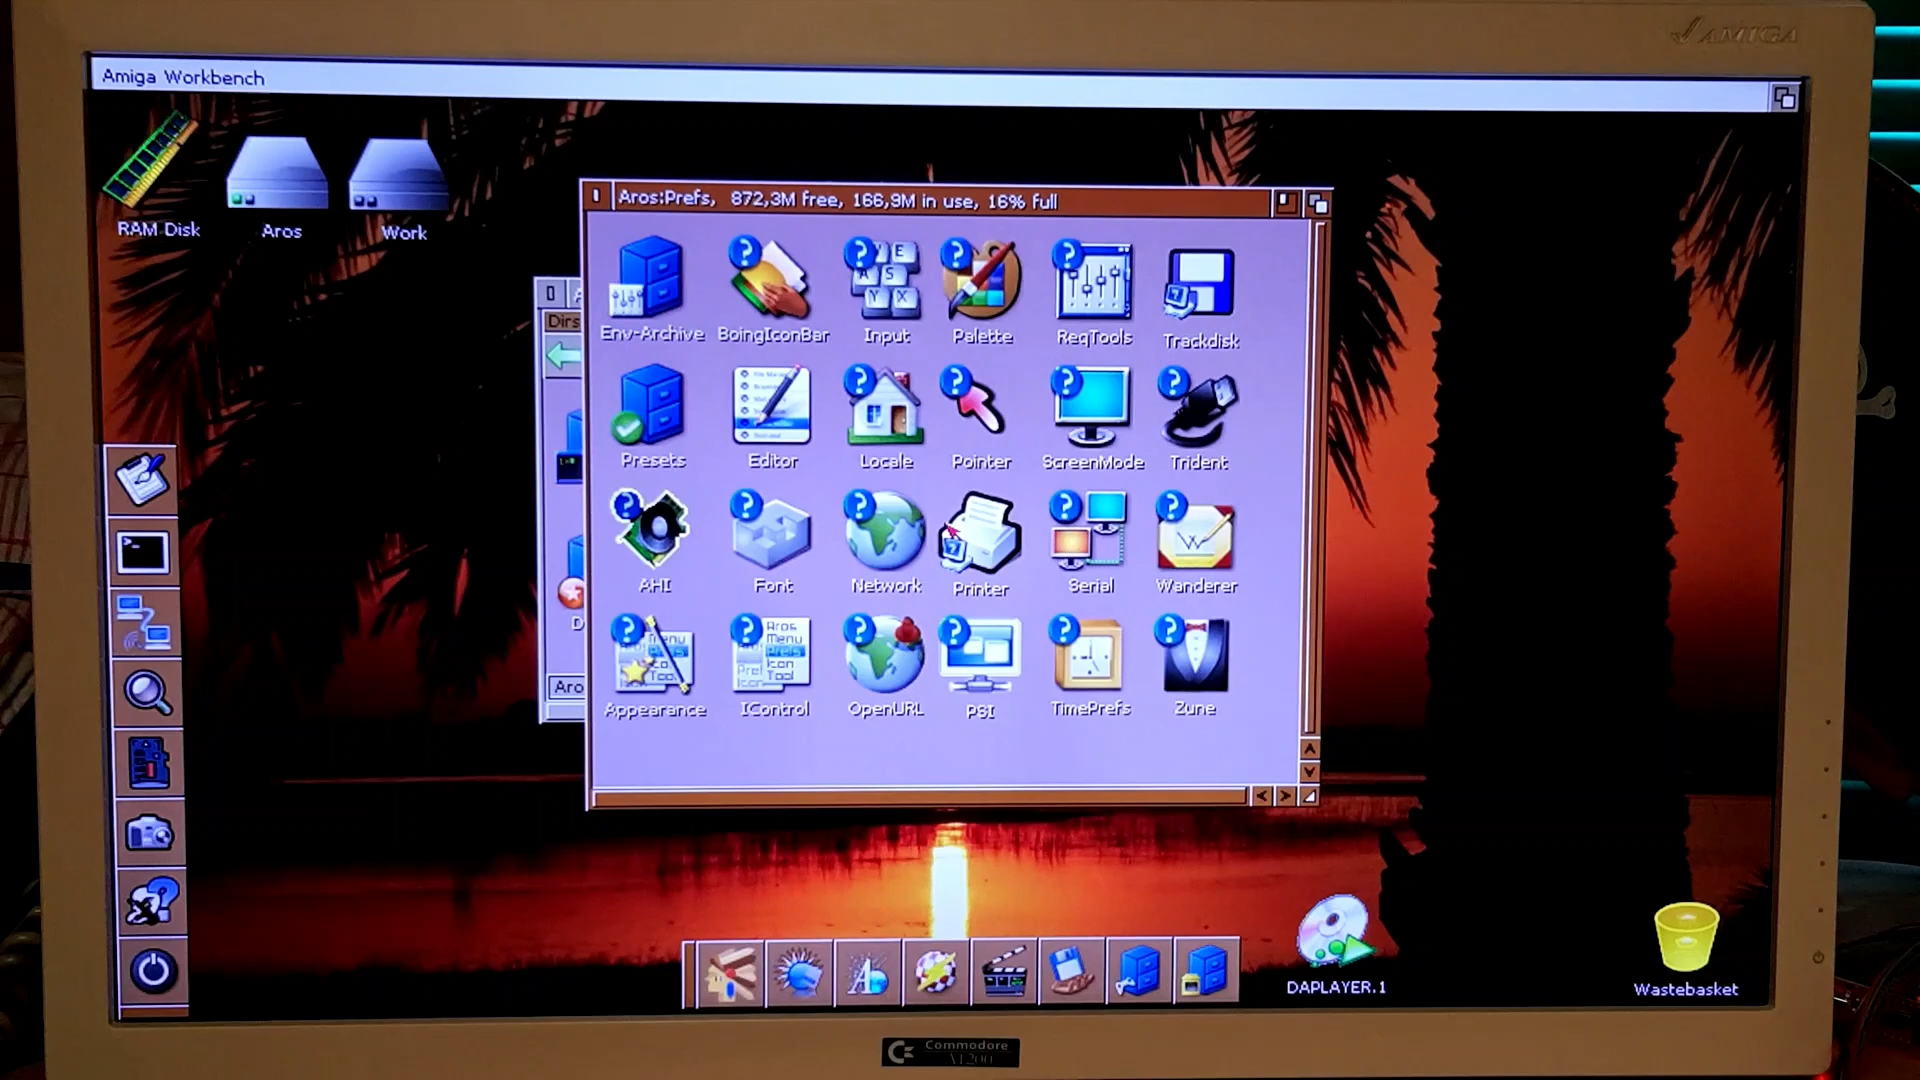 AMIGA
Amiga Workbench
RAM Disk
Aros
Work
Aros:Prefs, 872,3M free, 166,9M in use, 16% full
Dirs
Env-Archive
BoingIconBar
Input
Palette
ReqTools
Trackdisk
Presets
Editor
Locale
Pointer
ScreenMode
Trident
AHI
Font
Network
Printer
Serial
Wanderer
Appearance
IControl
OpenURL
PSI
TimePrefs
Zune
Aro
DAPLAYER.1
Wastebasket
Commodore
A1200